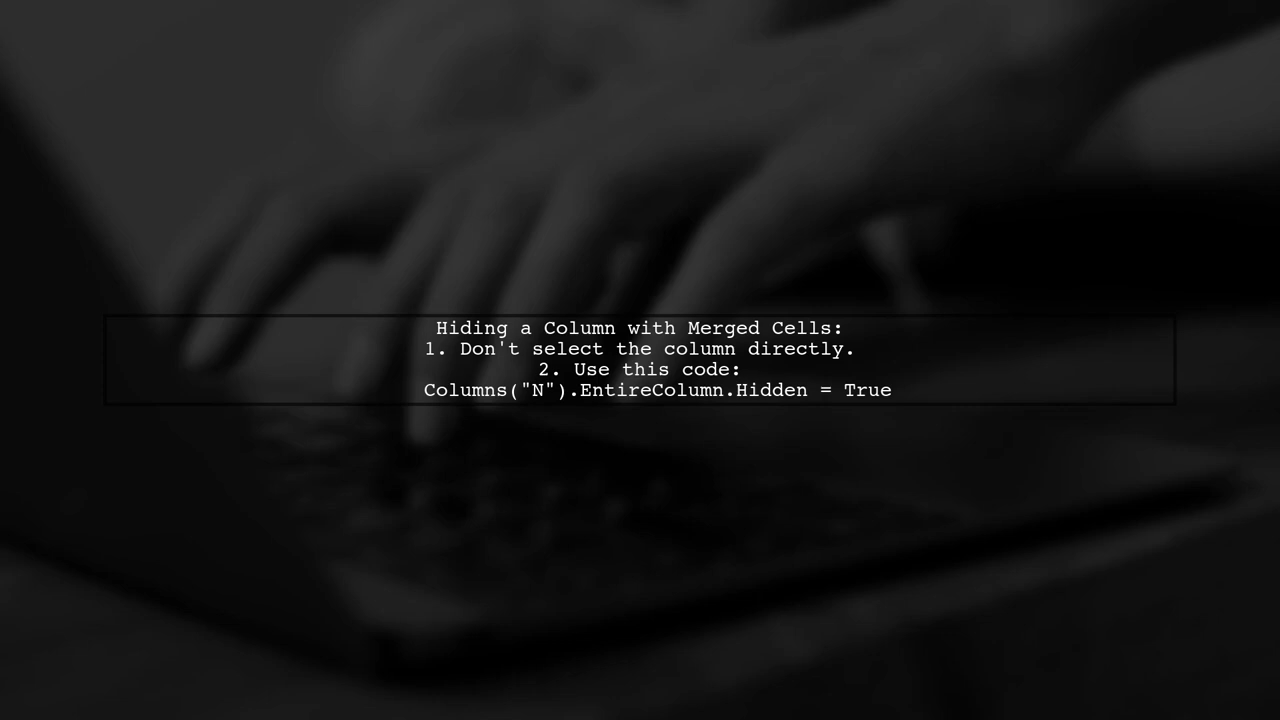 Hiding a Column with Merged Cells:
1. Don't select the column directly.
2. Use this code:
Columns("N").EntireColumn.Hidden = True